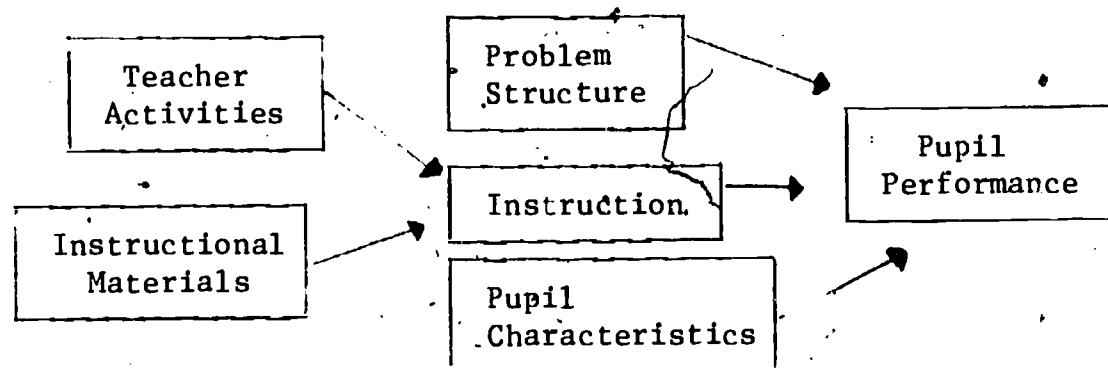 Teacher
Activities
Instructional
Materials
Problem
Structure
Instruction.
Pupil
Characteristics
Pupil
Performance